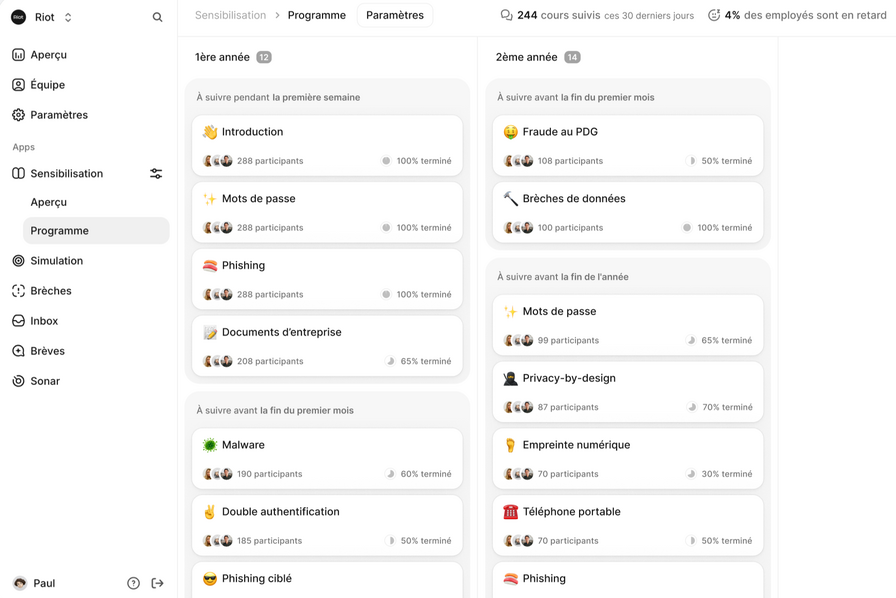 Riot
Riot
Sensibilisation > Programme
Paramètres
244 cours suivis ces 30 derniers jours
4% des employés sont en retard
Aperçu
Équipe
Paramètres
Apps
Sensibilisation
Aperçu
Programme
Simulation
Brèches
Inbox
Brèves
Sonar
Paul
1ère année 12
À suivre pendant la première semaine
Introduction
288 participants
100% terminé
Mots de passe
288 participants
100% terminé
Phishing
288 participants
100% terminé
Documents d'entreprise
208 participants
65% terminé
À suivre avant la fin du premier mois
Malware
190 participants
60% terminé
Double authentification
185 participants
50% terminé
Phishing ciblé
2ème année 14
À suivre avant la fin du premier mois
Fraude au PDG
108 participants
50% terminé
Brèches de données
100 participants
100% terminé
À suivre avant la fin de l'année
Mots de passe
99 participants
65% terminé
Privacy-by-design
87 participants
70% terminé
Empreinte numérique
70 participants
30% terminé
Téléphone portable
70 participants
50% terminé
Phishing